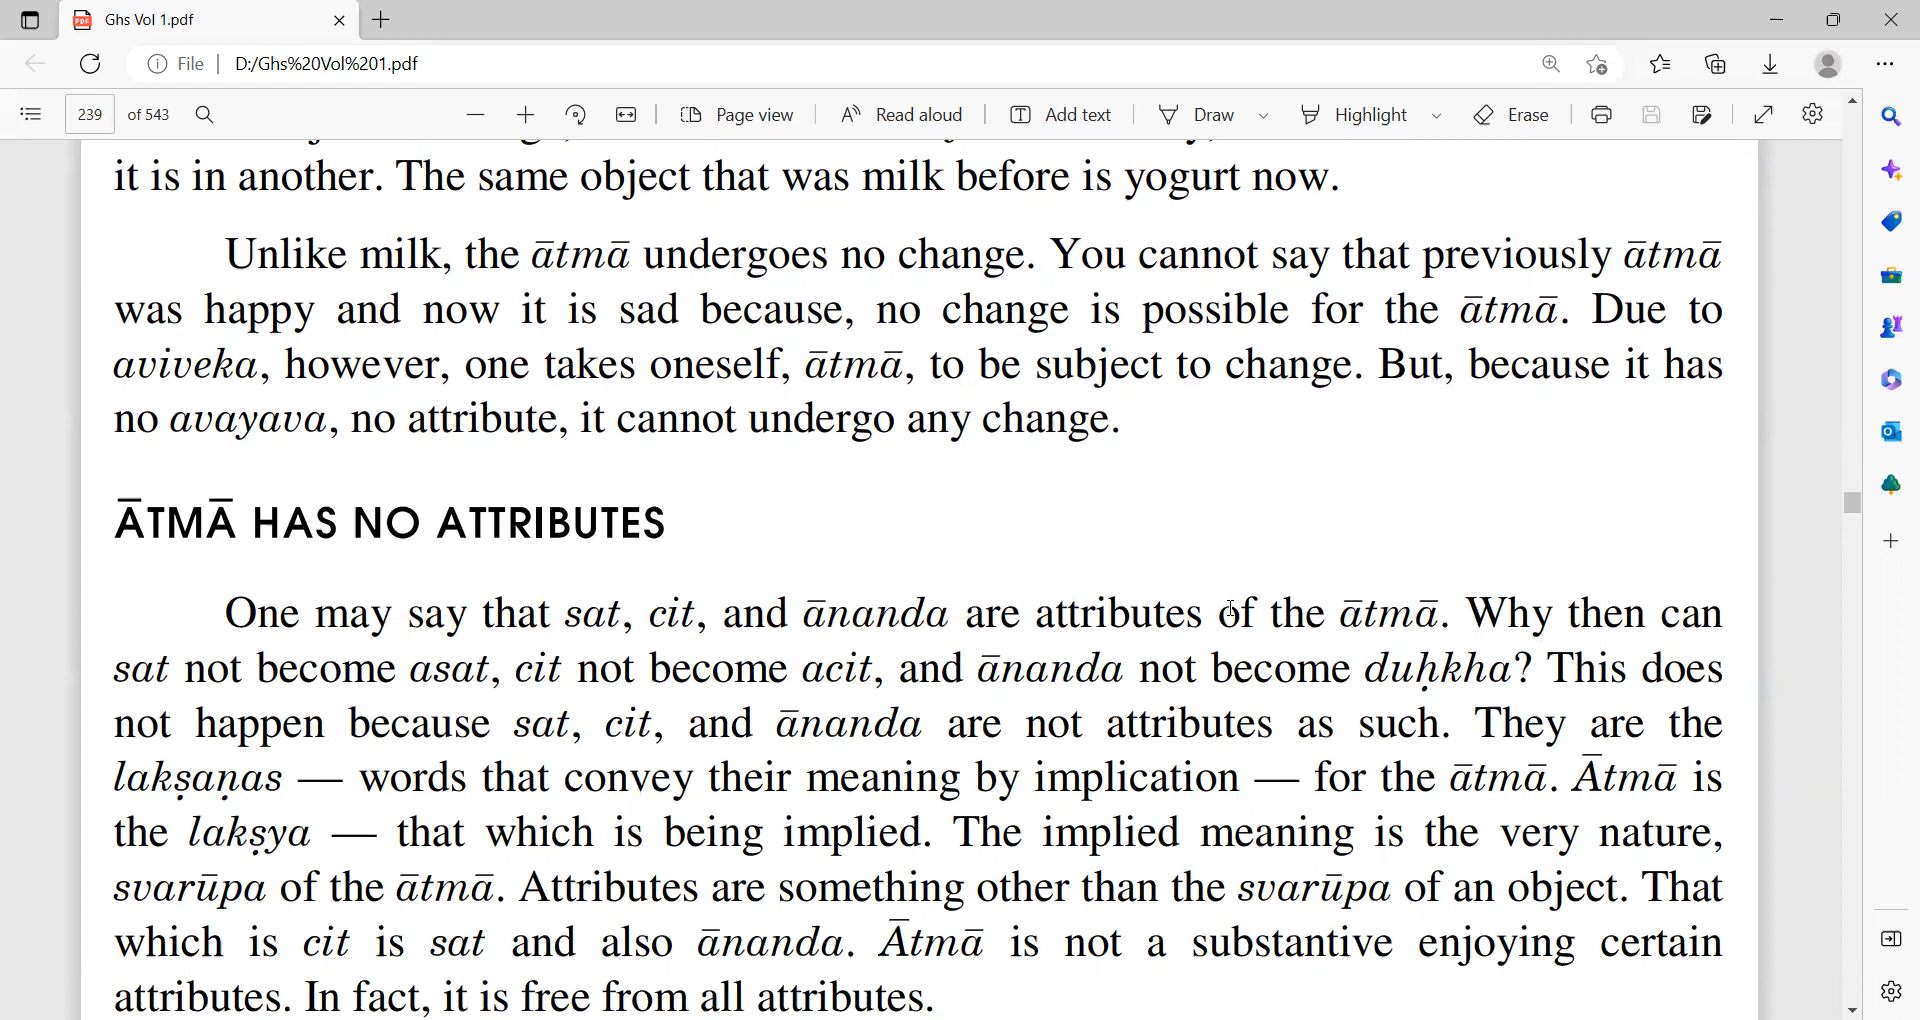 Ghs Vol 1.pdf
File D:/Ghs%20Vol%201.pdf
239 of 543 Page view Read aloud Add text Draw Highlight Erase
it is in another. The same object that was milk before is yogurt now.
Unlike milk, the ātmā undergoes no change. You cannot say that previously ātmā
was happy and now it is sad because, no change is possible for the ātmā. Due to
aviveka, however, one takes oneself, ātmā, to be subject to change. But, because it has
no avayava, no attribute, it cannot undergo any change.
ĀTMĀ HAS NO ATTRIBUTES
One may say that sat, cit, and ānanda are attributes of the ātmā. Why then can
sat not become asat, cit not become acit, and ānanda not become duḥkha? This does
not happen because sat, cit, and ānanda are not attributes as such. They are the
lakṣaṇas — words that convey their meaning by implication — for the ātmā. Ātmā is
the lakṣya — that which is being implied. The implied meaning is the very nature,
svarūpa of the ātmā. Attributes are something other than the svarūpa of an object. That
which is cit is sat and also ānanda. Ātmā is not a substantive enjoying certain
attributes. In fact, it is free from all attributes.